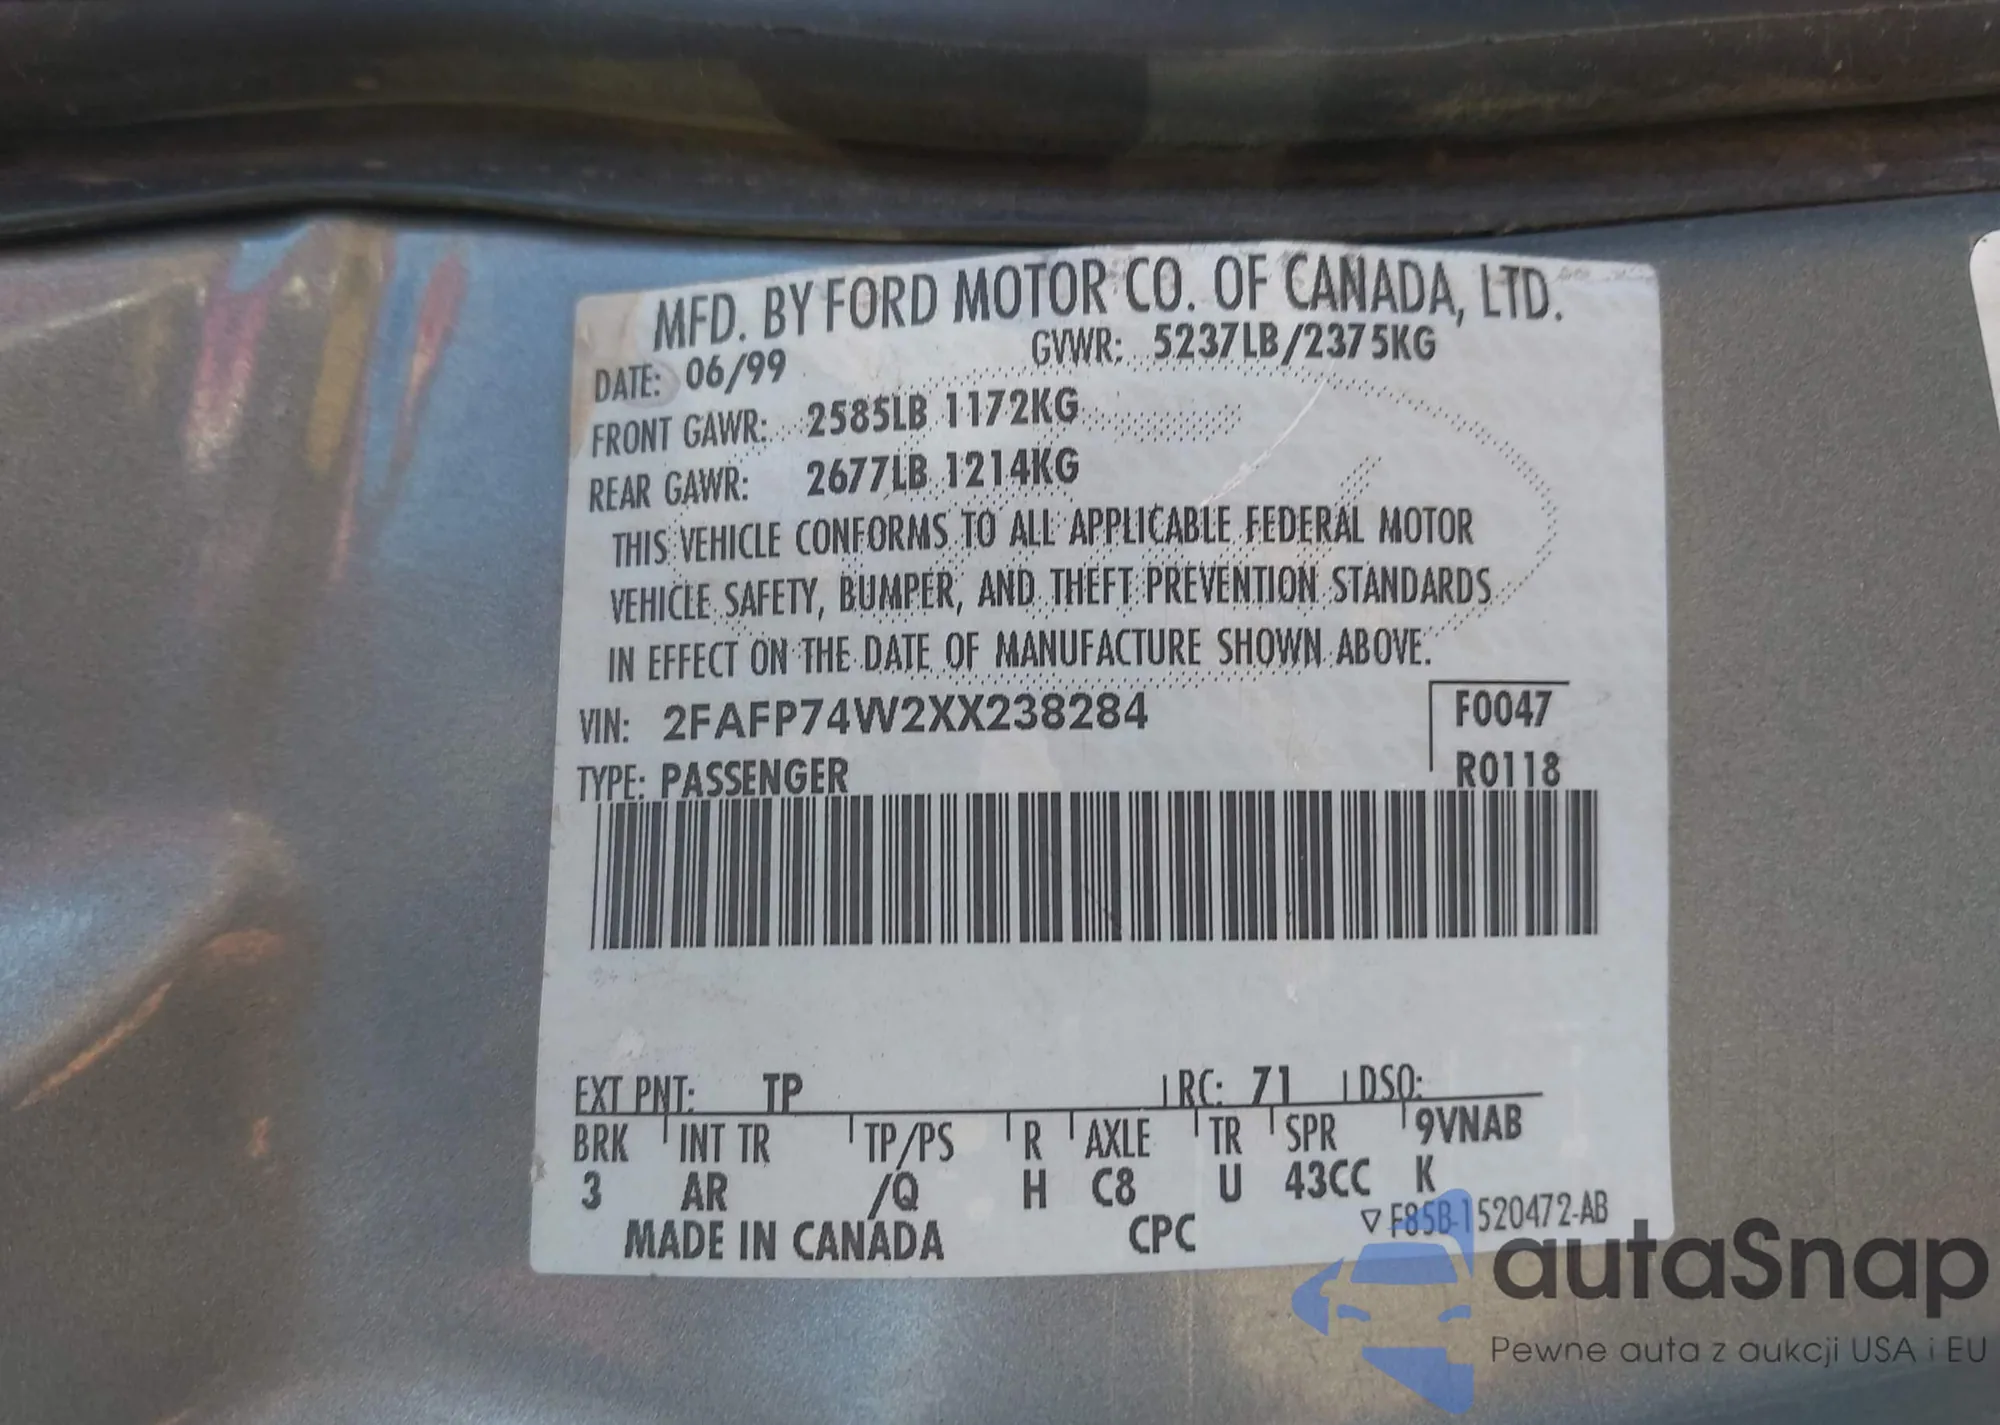 MFD. BY FORD MOTOR CO. OF CANADA, LTD.
DATE: 06/99 GVWR: 5237LB/2375KG
FRONT GAWR: 2585LB 1172KG
REAR GAWR: 2677LB 1214KG
THIS VEHICLE CONFORMS TO ALL APPLICABLE FEDERAL MOTOR
VEHICLE SAFETY, BUMPER, AND THEFT PREVENTION STANDARDS
IN EFFECT ON THE DATE OF MANUFACTURE SHOWN ABOVE.
VIN: 2FAFP74W2XX238284 F0047
TYPE: PASSENGER R0118
EXT PNT: TP RC: 71 DSO:
BRK INT TR TP/PS R AXLE TR SPR 9VNAB
3 AR /Q H C8 U 43CC K
MADE IN CANADA CPC F85B-1520472-AB
autaSnap
Pewne auta z aukcji USA i EU